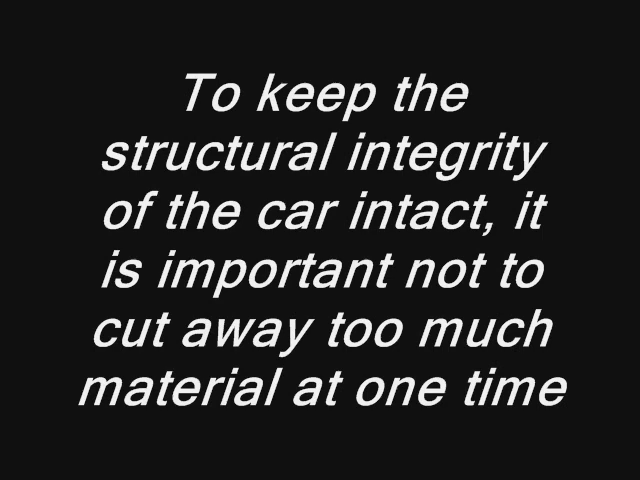 To keep the
structural integrity
of the car intact, it
is important not to
cut away too much
material at one time